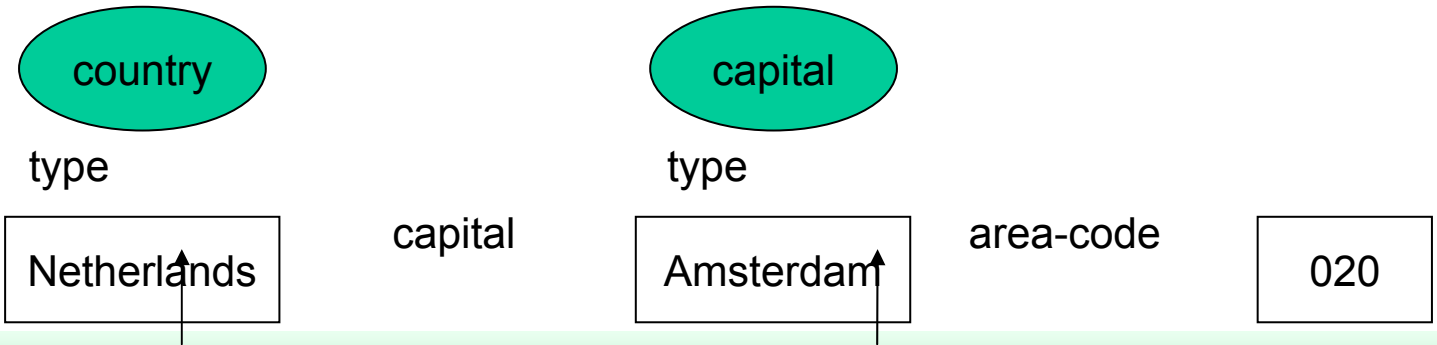 country capital
type type
capital area-code
Netherlands Amsterdam 020